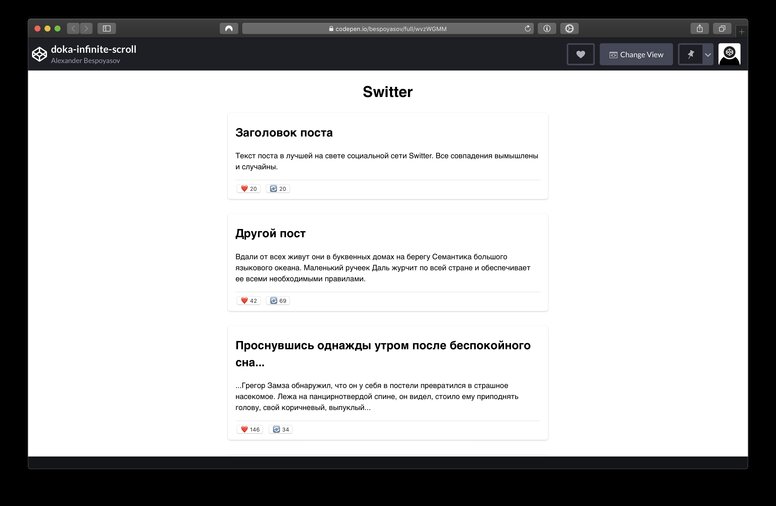 codepen.io/bespoyasov/full/wvzWGMM
doka-infinite-scroll
Alexander Bespoyasov
Change View
Switter
Заголовок поста
Текст поста в лучшей на свете социальной сети Switter. Все совпадения вымышлены
и случайны.
20 20
Другой пост
Вдали от всех живут они в буквенных домах на берегу Семантика большого
языкового океана. Маленький ручеек Даль журчит по всей стране и обеспечивает
ее всеми необходимыми правилами.
42 69
Проснувшись однажды утром после беспокойного
сна...
...Грегор Замза обнаружил, что он у себя в постели превратился в страшное
насекомое. Лежа на панцирнотвердой спине, он видел, стоило ему приподнять
голову, свой коричневый, выпуклый...
146 34